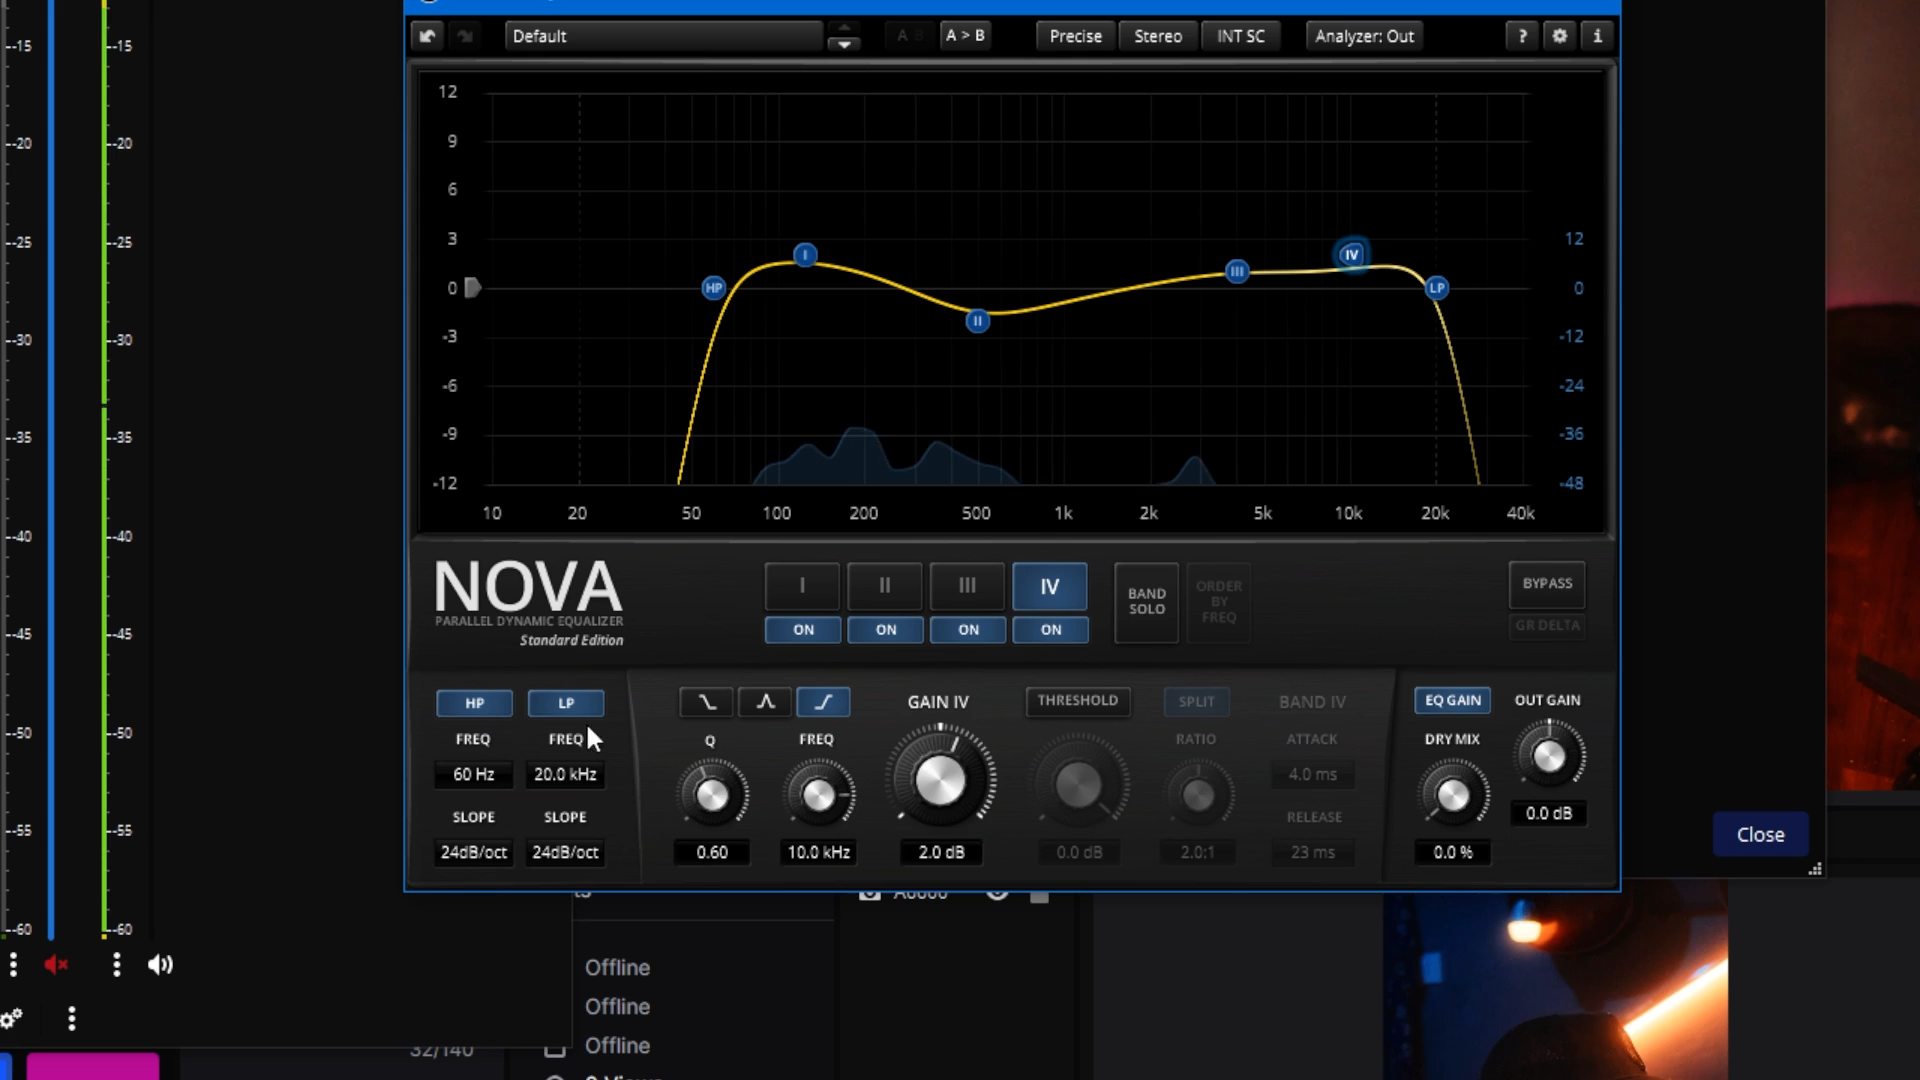 Default
A B
A > B
Precise
Stereo
INT SC
Analyzer: Out
?
i
12
9
6
3
0
-3
-6
-9
-12
12
0
-12
-24
-36
-48
HP
I
II
III
IV
LP
10 20 50 100 200 500 1k 2k 5k 10k 20k 40k
--15
--20
--25
--30
--35
--40
--45
--50
--55
--60
--15
--20
--25
--30
--35
--40
--45
--50
--55
--60
NOVA
PARALLEL DYNAMIC EQUALIZER
Standard Edition
I
II
III
IV
ON
ON
ON
ON
BAND
SOLO
ORDER
BY
FREQ
BYPASS
GR DELTA
HP
LP
FREQ
FREQ
60 Hz
20.0 kHz
SLOPE
SLOPE
24dB/oct
24dB/oct
Q
0.60
FREQ
10.0 kHz
GAIN IV
2.0 dB
THRESHOLD
0.0 dB
SPLIT
RATIO
2.0:1
BAND IV
ATTACK
4.0 ms
RELEASE
23 ms
EQ GAIN
DRY MIX
0.0 %
OUT GAIN
0.0 dB
Close
Offline
Offline
Offline
32/140